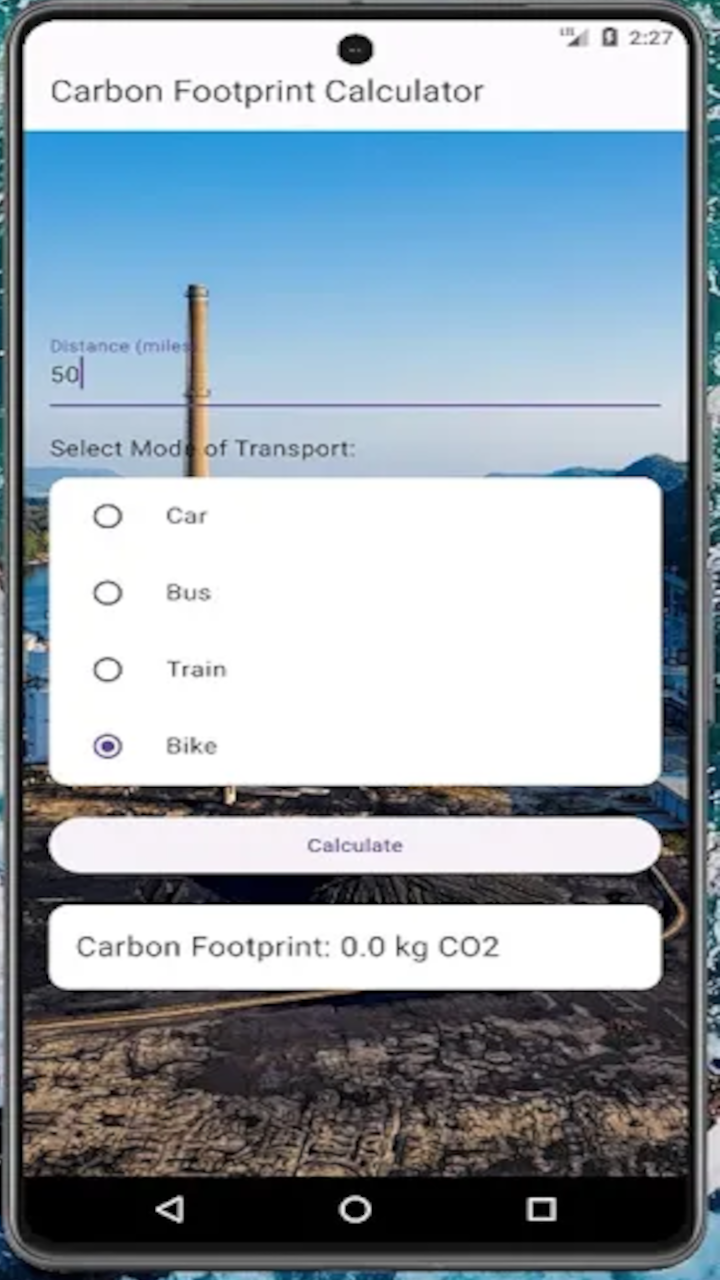 LTE 2:27
Carbon Footprint Calculator
Distance (miles)
50
Select Mode of Transport:
Car
Bus
Train
Bike
Calculate
Carbon Footprint: 0.0 kg CO2